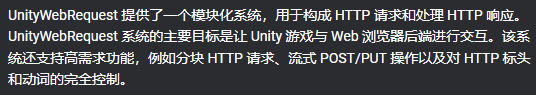 UnityWebRequest 提供了一个模块化系统，用于构成 HTTP 请求和处理 HTTP 响应。
UnityWebRequest 系统的主要目标是让 Unity 游戏与 Web 浏览器后端进行交互。该系
统还支持高需求功能，例如分块 HTTP 请求、流式 POST/PUT 操作以及对 HTTP 标头
和动词的完全控制。